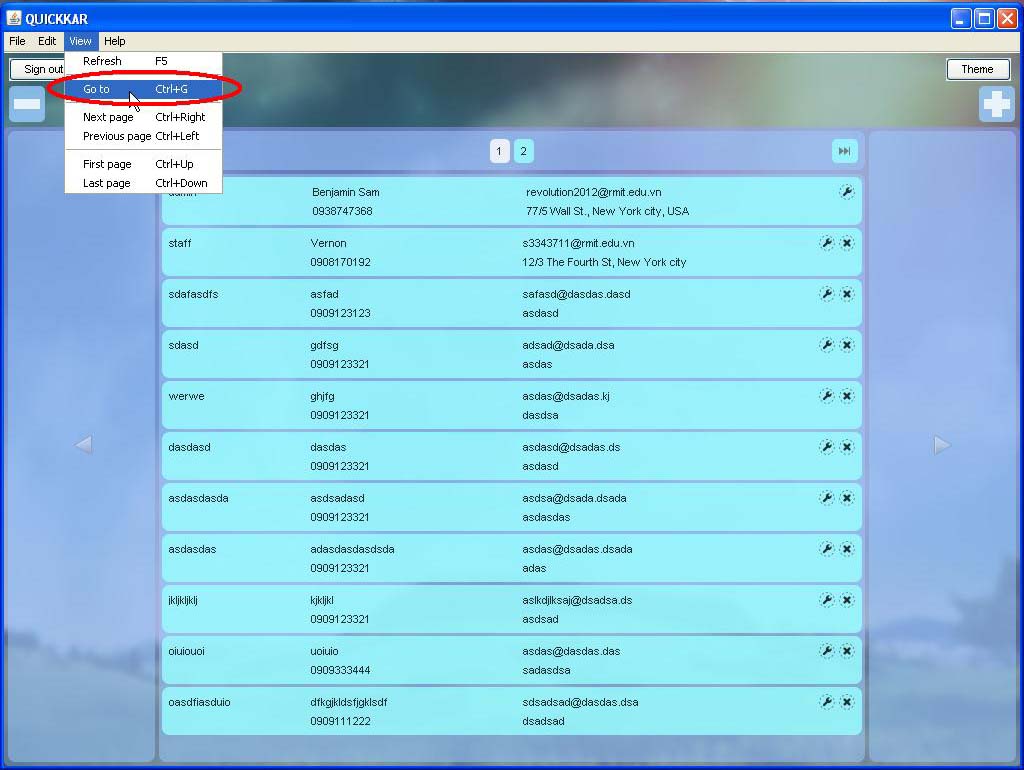 QUICKKAR
File Edit View Help
Refresh F5
Sign out
Theme
Go to Ctrl+G
Next page Ctrl+Right
Previous page Ctrl+Left
First page Ctrl+Up
Last page Ctrl+Down
1 2
Benjamin Sam revolution2012@rmit.edu.vn
0938747368 77/5 Wall St., New York city, USA
staff Vernon s3343711@rmit.edu.vn
0908170192 12/3 The Fourth St, New York city
sdafasdfs asfad safasd@dasdas.dasd
0909123123 asdasd
sdasd gdfsg adsad@dsada.dsa
0909123321 asdas
werwe ghjfg asdas@dsadas.kj
0909123321 dasdsa
dasdasd dasdas asdasd@dsadas.ds
0909123321 asdasd
asdasdasda asdsadasd asdsa@dsada.dsada
0909123321 asdasdas
asdasdas adasdasdasdsda asdas@dsadas.dsada
0909123321 adas
jkljkljklj kjkljkl aslkdjlksaj@dsadsa.ds
0909123321 asdsad
oiuiouoi uoiuio asdas@dasdas.das
0909333444 sadasdsa
oasdfiasduio dfkgjkldsfjgklsdf sdsadsad@dasdas.dsa
0909111222 dsadsad